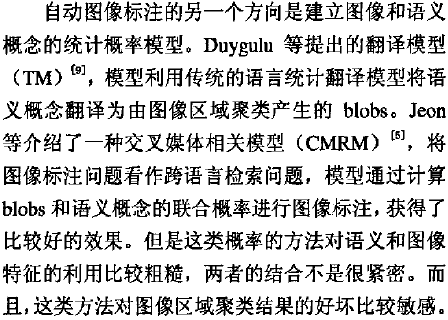 自动图像标注的另一个方向是建立图像和语义
概念的统计概率模型。Duygulu 等提出的翻译模型
（TM）[9]，模型利用传统的语言统计翻译模型将语
义概念翻译为由图像区域聚类产生的 blobs。Jeon
等介绍了一种交叉媒体相关模型（CMRM）[6]，将
图像标注问题看作跨语言检索问题，模型通过计算
blobs 和语义概念的联合概率进行图像标注，获得了
比较好的效果。但是这类概率的方法对语义和图像
特征的利用比较粗糙，两者的结合不是很紧密。而
且，这类方法对图像区域聚类结果的好坏比较敏感。